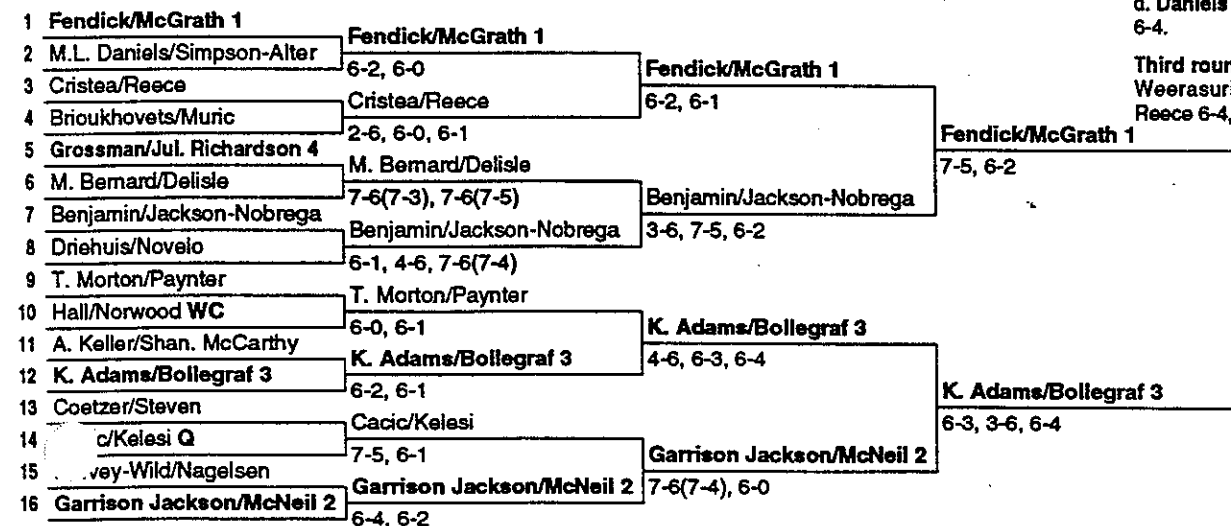 1 Fendick/McGrath 1
2 M.L. Daniels/Simpson-Alter
3 Cristea/Reece
4 Brioukhovets/Muric
5 Grossman/Jul. Richardson 4
6 M. Bernard/Delisle
7 Benjamin/Jackson-Nobrega
8 Driehuis/Novelo
9 T. Morton/Paynter
10 Hall/Norwood WC
11 A. Keller/Shan. McCarthy
12 K. Adams/Bollegraf 3
13 Coetzer/Steven
14 c/Kelesi Q
15 vey-Wild/Nagelsen
16 Garrison Jackson/McNeil 2
Fendick/McGrath 1
6-2, 6-0
Cristea/Reece
2-6, 6-0, 6-1
M. Bernard/Delisle
7-6(7-3), 7-6(7-5)
Benjamin/Jackson-Nobrega
6-1, 4-6, 7-6(7-4)
T. Morton/Paynter
6-0, 6-1
K. Adams/Bollegraf 3
6-2, 6-1
Cacic/Kelesi
7-5, 6-1
Garrison Jackson/McNeil 2
6-4, 6-2
Fendick/McGrath 1
6-2, 6-1
Benjamin/Jackson-Nobrega
3-6, 7-5, 6-2
K. Adams/Bollegraf 3
4-6, 6-3, 6-4
Garrison Jackson/McNeil 2
7-6(7-4), 6-0
Fendick/McGrath 1
7-5, 6-2
K. Adams/Bollegraf 3
6-3, 3-6, 6-4
d. Daniels
6-4.
Third roun
Weerasuri
Reece 6-4,